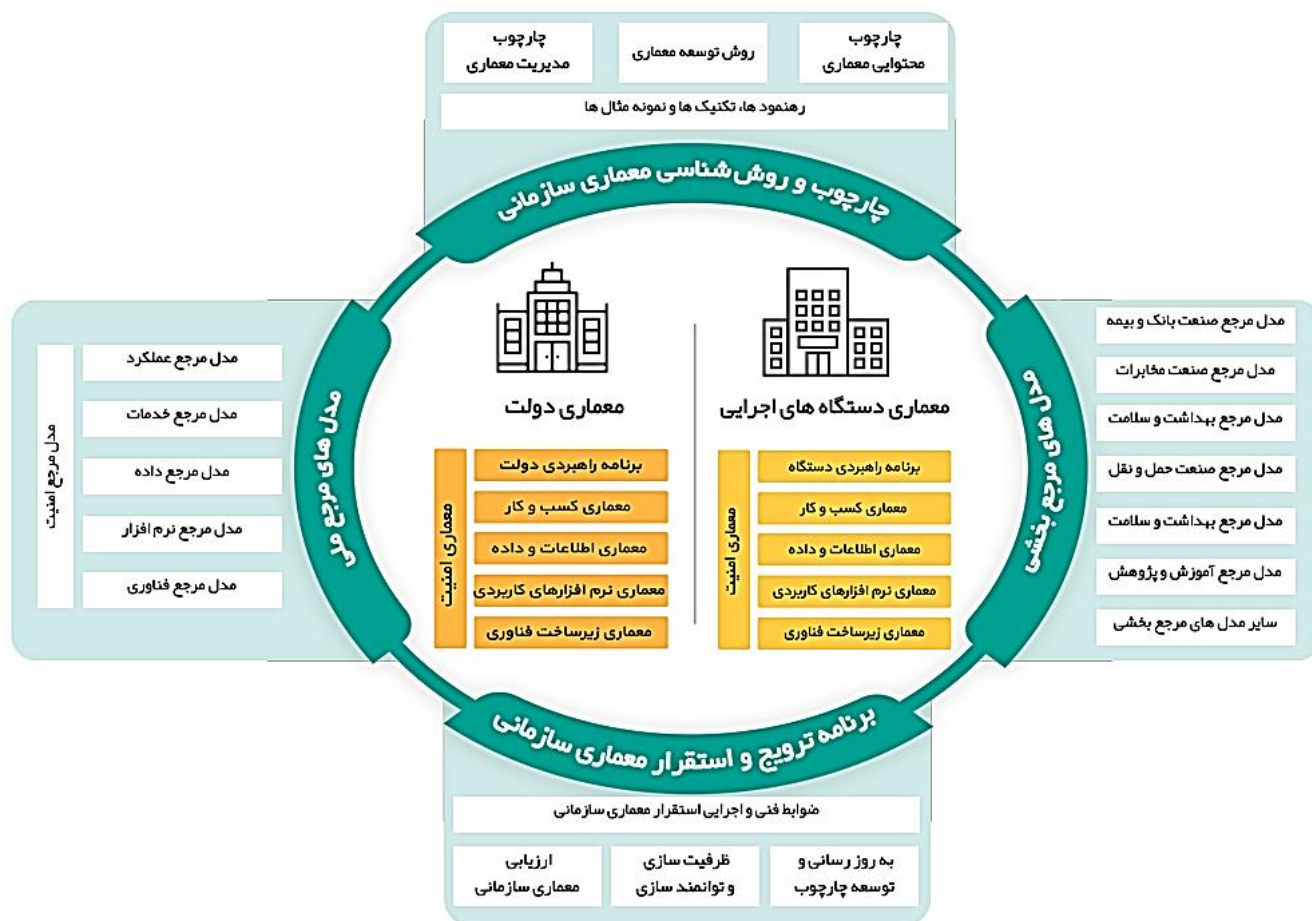 چارچوب
محتوایی معماری
روش توسعه معماری
چارچوب
مدیریت معماری
رهنمود ها، تکنیک ها و نمونه مثال ها
چارچوب و روش شناسی معماری سازمانی
مدل های مرجع بخشی
مدل مرجع صنعت بانک و بیمه
مدل مرجع صنعت مخابرات
مدل مرجع بهداشت و سلامت
مدل مرجع صنعت حمل و نقل
مدل مرجع بهداشت و سلامت
مدل مرجع آموزش و پژوهش
سایر مدل های مرجع بخشی
معماری دستگاه های اجرایی
برنامه راهبردی دستگاه
معماری کسب و کار
معماری اطلاعات و داده
معماری نرم افزارهای کاربردی
معماری زیرساخت فناوری
معماری امنیت
معماری دولت
برنامه راهبردی دولت
معماری کسب و کار
معماری اطلاعات و داده
معماری نرم افزارهای کاربردی
معماری زیرساخت فناوری
معماری امنیت
مدل های مرجع ملی
مدل مرجع عملکرد
مدل مرجع خدمات
مدل مرجع داده
مدل مرجع نرم افزار
مدل مرجع فناوری
مدل مرجع امنیت
برنامه ترویج و استقرار معماری سازمانی
ضوابط فنی و اجرایی استقرار معماری سازمانی
به روز رسانی و
توسعه چارچوب
ظرفیت سازی
و توانمند سازی
ارزیابی
معماری سازمانی